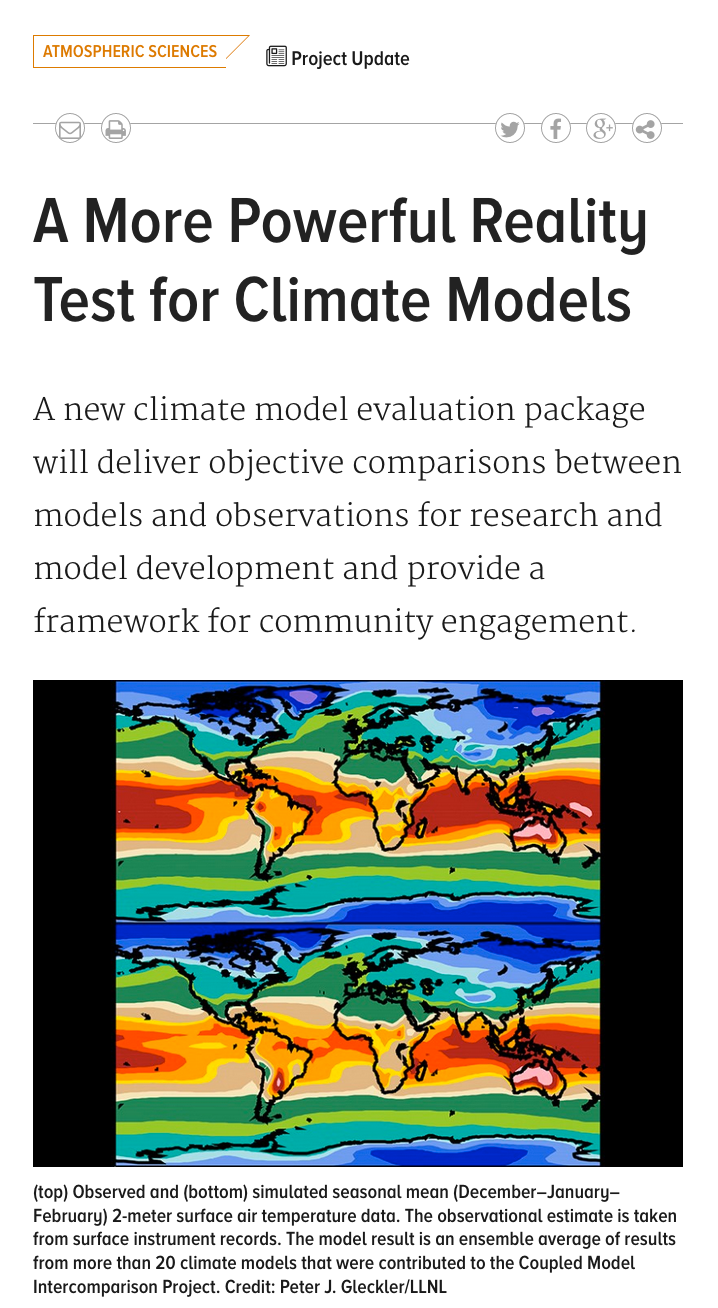 ATMOSPHERIC SCIENCES
Project Update
A More Powerful Reality
Test for Climate Models
A new climate model evaluation package
will deliver objective comparisons between
models and observations for research and
model development and provide a
framework for community engagement.
(top) Observed and (bottom) simulated seasonal mean (December–January–
February) 2-meter surface air temperature data. The observational estimate is taken
from surface instrument records. The model result is an ensemble average of results
from more than 20 climate models that were contributed to the Coupled Model
Intercomparison Project. Credit: Peter J. Gleckler/LLNL